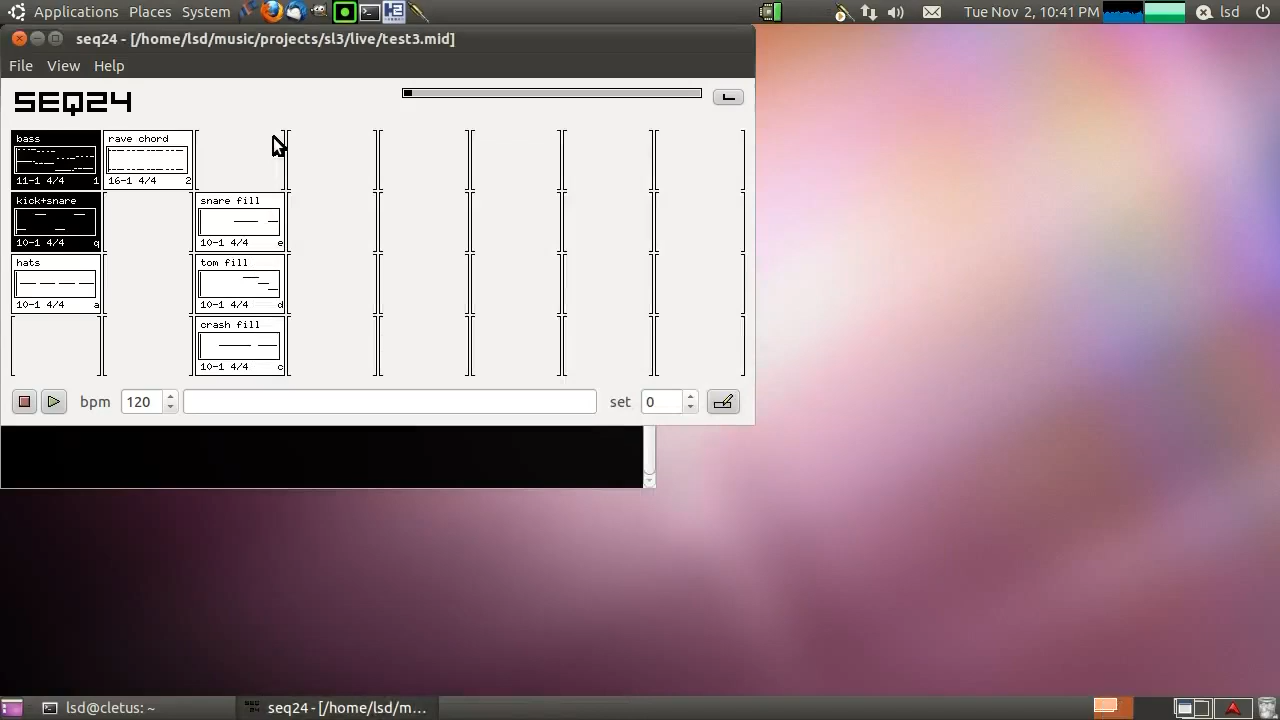 Applications Places System
Tue Nov 2, 10:41 PM
lsd
seq24 - [/home/lsd/music/projects/sl3/live/test3.mid]
File View Help
SEQ24
bass
11-1 4/4 1
rave chord
16-1 4/4 2
kick+snare
10-1 4/4 q
snare fill
10-1 4/4 e
hats
10-1 4/4 a
tom fill
10-1 4/4 d
crash fill
10-1 4/4 c
bpm 120
set 0
lsd@cletus: ~
seq24 - [/home/lsd/m...